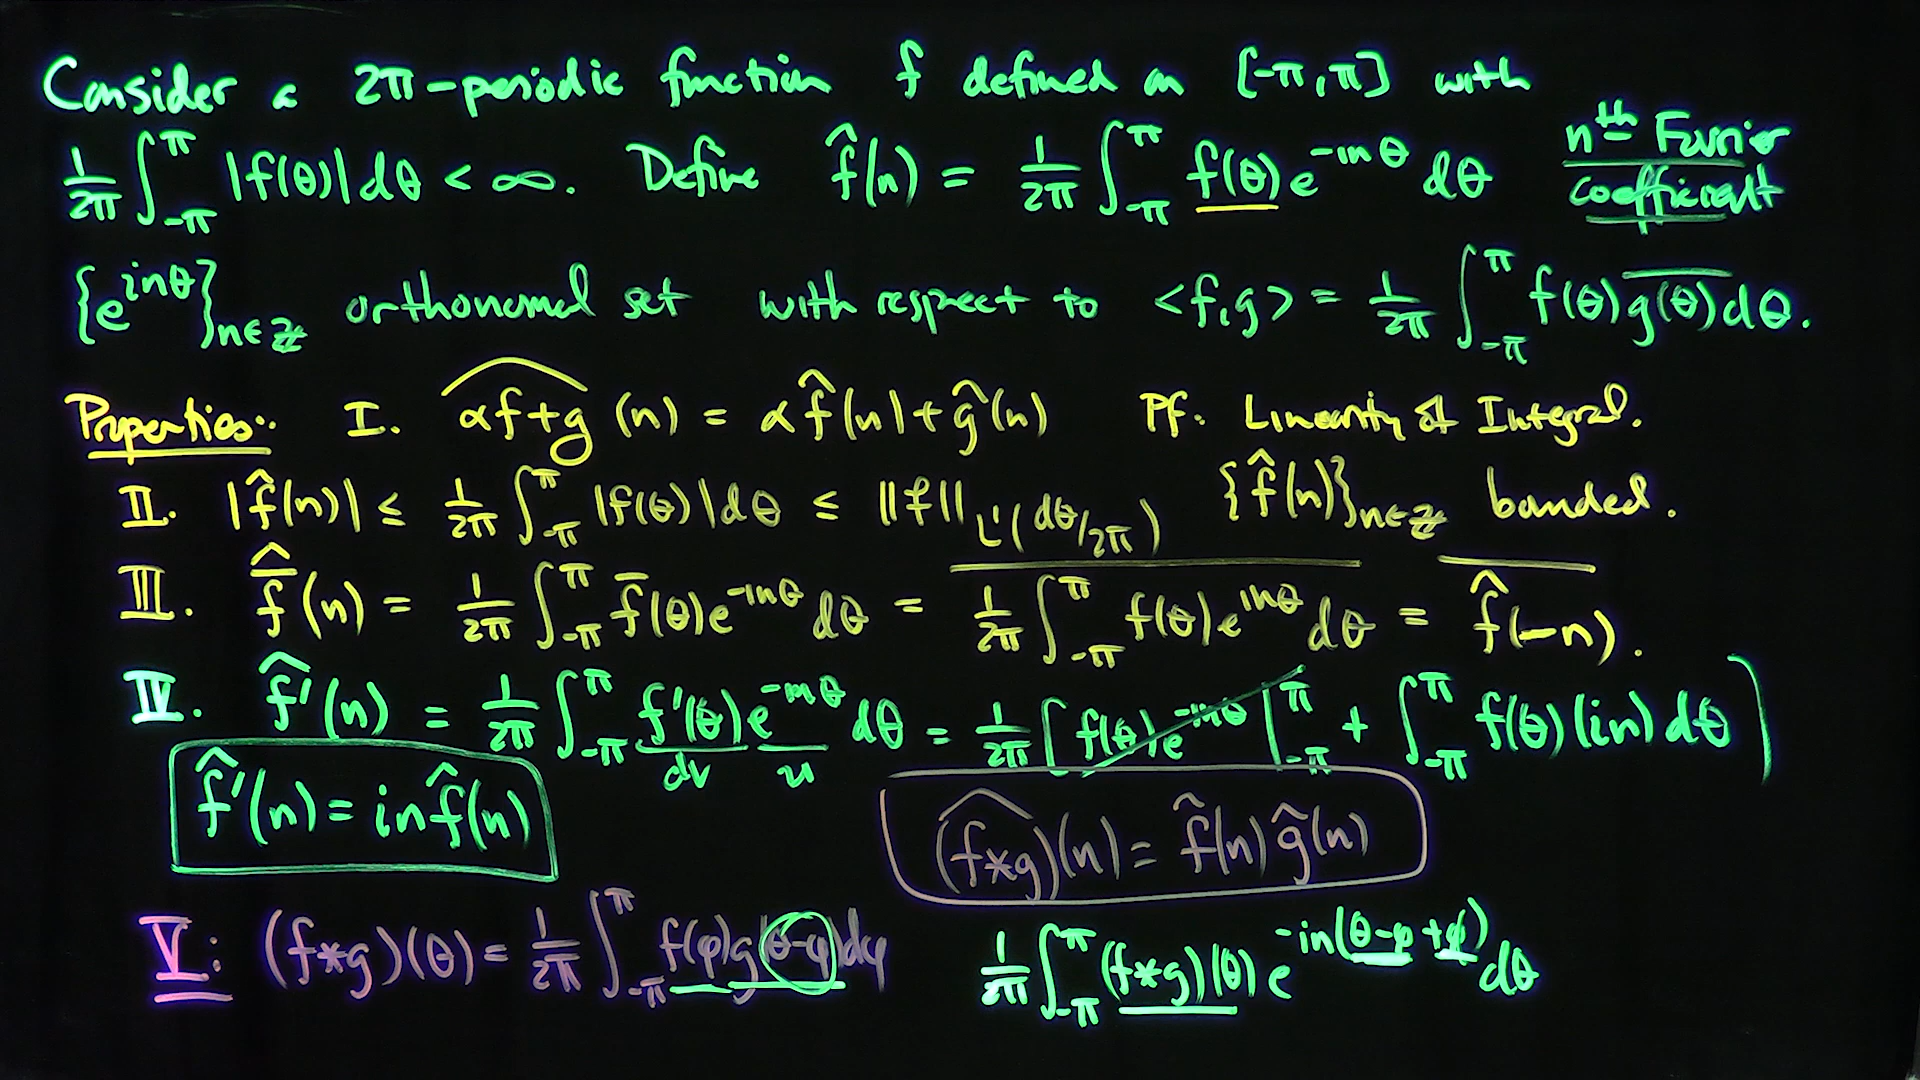 Consider a 2π-periodic function f defined on [-π,π] with
1/2π ∫_{-π}^{π} |f(θ)|dθ < ∞. Define f̂(n) = 1/2π ∫_{-π}^{π} f(θ)e^{-inθ} dθ nth Fourier coefficient
{e^{inθ}}_{n∈ℤ} orthonormal set with respect to <f,g> = 1/2π ∫_{-π}^{π} f(θ)\overline{g(θ)}dθ.
Properties: I. \widehat{αf+g}(n) = αf̂(n)+ĝ(n) Pf. Linearity of Integral.
II. |f̂(n)| ≤ 1/2π ∫_{-π}^{π} |f(θ)|dθ ≤ ||f||_{L^1(dθ/2π)} {f̂(n)}_{n∈ℤ} bounded.
III. \hat{\bar{f}}(n) = 1/2π ∫_{-π}^{π} \bar{f}(θ)e^{-inθ} dθ = \overline{1/2π ∫_{-π}^{π} f(θ)e^{inθ} dθ} = \overline{f̂(-n)}.
IV. \hat{f'}(n) = 1/2π ∫_{-π}^{π} f'(θ)e^{-inθ} dθ = 1/2π [f(θ)e^{-inθ}|_{-π}^{π} + ∫_{-π}^{π} f(θ)(in)dθ]
dv u
\hat{f'}(n) = inf̂(n) \widehat{(f*g)}(n) = f̂(n)ĝ(n)
V: (f*g)(θ) = 1/2π ∫_{-π}^{π} f(φ)g(θ-φ)dφ 1/2π ∫_{-π}^{π} (f*g)(θ)e^{-in(θ-φ+φ)}dθ